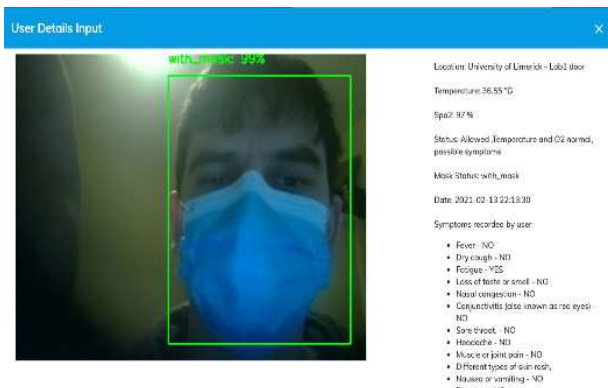 User Details Input
×
with_mask: 99%
Location: University of Limerick - Lab1 door
Temperature: 36.55 °C
Spo2: 97 %
Status: Allowed ,Temperature and O2 normal,
possible symptoms
Mask Status: with_mask
Date: 2021-02-13 22:13:30
Symptoms recorded by user
• Fever - NO
• Dry cough - NO
• Fatigue - YES
• Loss of taste or smell - NO
• Nasal congestion - NO
• Conjunctivitis (also known as red eyes) -
NO
• Sore throat, - NO
• Headache - NO
• Muscle or joint pain - NO
• Different types of skin rash,
• Nausea or vomiting - NO